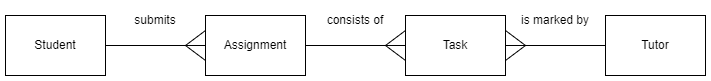 submits
consists of
is marked by
Student
Assignment
Task
Tutor